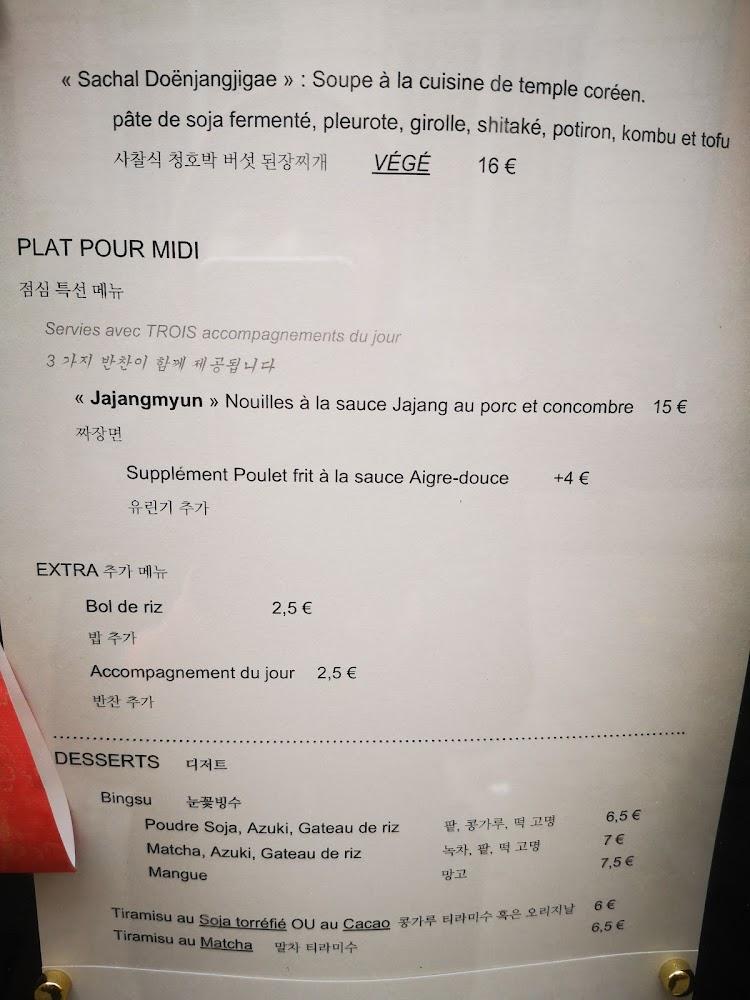 « Sachal Doënjangjigae » : Soupe à la cuisine de temple coréen.
pâte de soja fermenté, pleurote, girolle, shitaké, potiron, kombu et tofu
사찰식 청호박 버섯 된장찌개 VÉGÉ 16 €
PLAT POUR MIDI
점심 특선 메뉴
Servies avec TROIS accompagnements du jour
3 가지 반찬이 함께 제공됩니다
« Jajangmyun » Nouilles à la sauce Jajang au porc et concombre 15 €
짜장면
Supplément Poulet frit à la sauce Aigre-douce +4 €
유린기 추가
EXTRA 추가 메뉴
Bol de riz 2,5 €
밥 추가
Accompagnement du jour 2,5 €
반찬 추가
DESSERTS 디저트
Bingsu 눈꽃빙수
Poudre Soja, Azuki, Gateau de riz 팥, 콩가루, 떡 고명 6,5 €
Matcha, Azuki, Gateau de riz 녹차, 팥, 떡 고명 7 €
Mangue 망고 7,5 €
Tiramisu au Soja torréfié OU au Cacao 콩가루 티라미수 혹은 오리지날 6 €
Tiramisu au Matcha 말차 티라미수 6,5 €